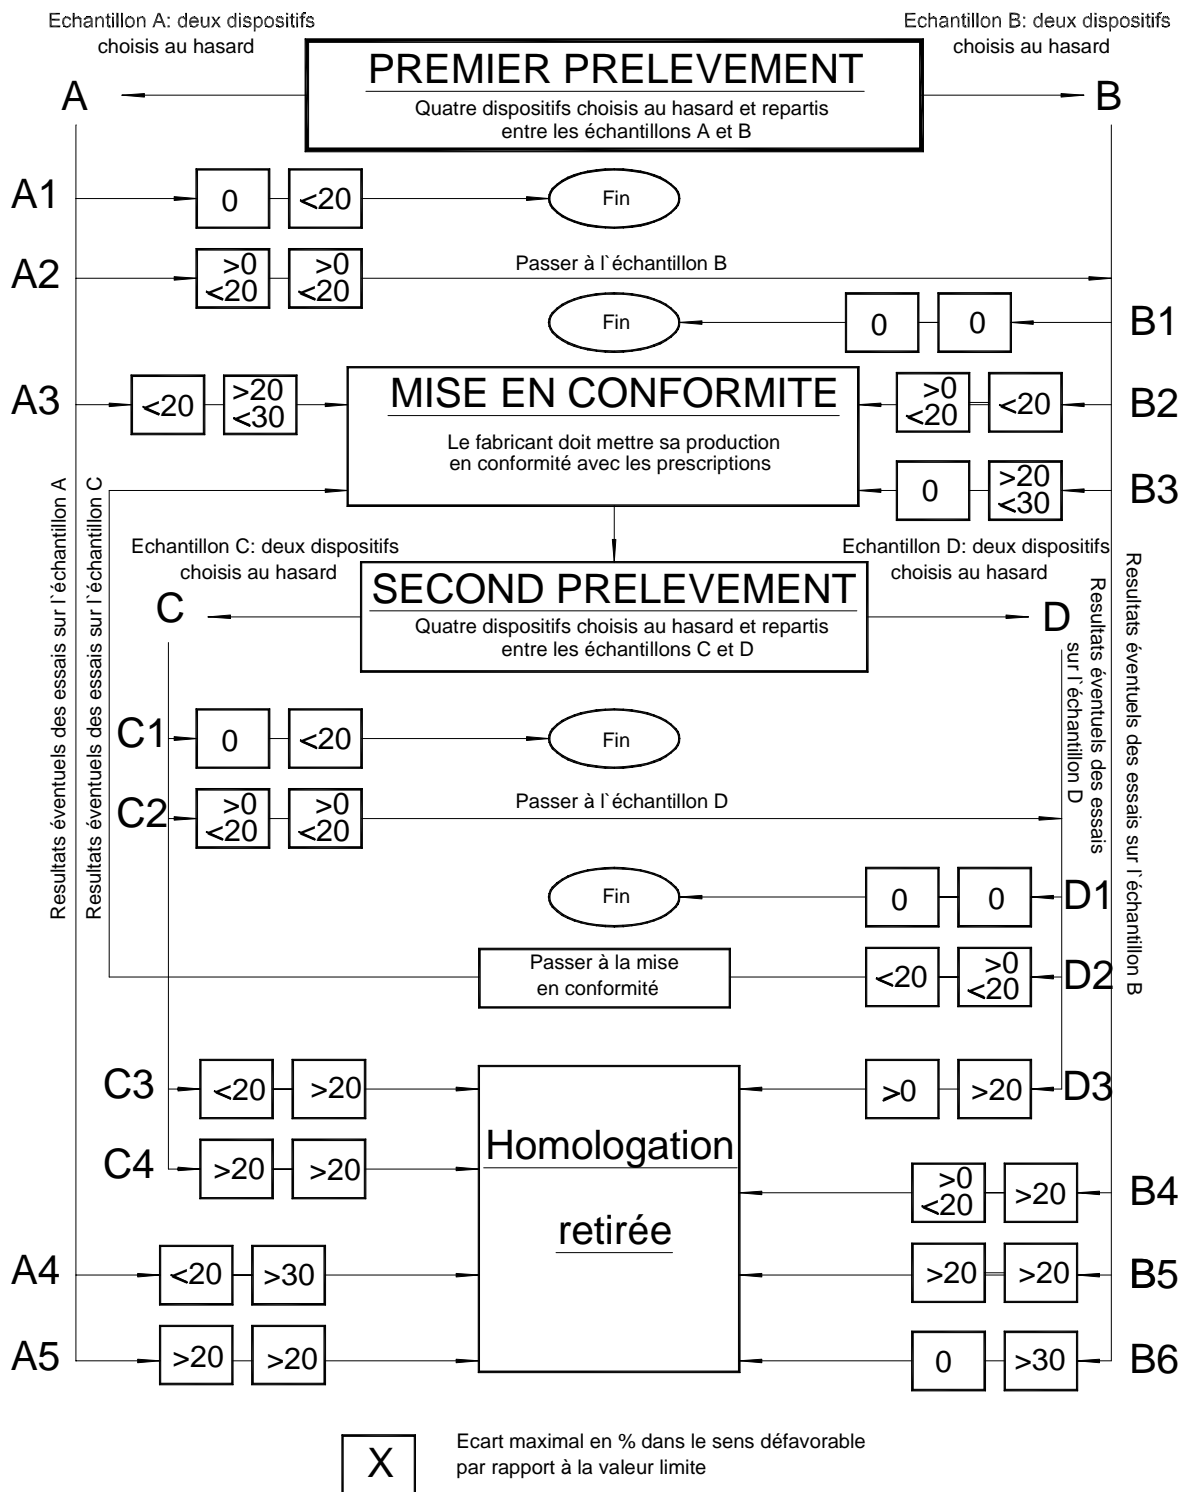 Echantillon A: deux dispositifs
choisis au hasard
Echantillon B: deux dispositifs
choisis au hasard
PREMIER PRELEVEMENT
Quatre dispositifs choisis au hasard et repartis
entre les échantillons A et B
A
B
A1
0
<20
Fin
A2
>0
<20
>0
<20
Passer à l`échantillon B
Fin
0
0
B1
A3
<20
>20
<30
MISE EN CONFORMITE
Le fabricant doit mettre sa production
en conformité avec les prescriptions
>0
<20
<20
B2
0
>20
<30
B3
Resultats éventuels des essais sur l`échantillon A
Resultats éventuels des essais sur l`échantillon C
Echantillon C: deux dispositifs
choisis au hasard
Echantillon D: deux dispositifs
choisis au hasard
SECOND PRELEVEMENT
Quatre dispositifs choisis au hasard et repartis
entre les échantillons C et D
C
D
Resultats éventuels des essais
sur l`échantillon D
Resultats éventuels des essais sur l`échantillon B
C1
0
<20
Fin
C2
>0
<20
>0
<20
Passer à l`échantillon D
Fin
0
0
D1
Passer à la mise
en conformité
<20
>0
<20
D2
C3
<20
>20
Homologation
retirée
>0
>20
D3
C4
>20
>20
>0
<20
>20
B4
A4
<20
>30
>20
>20
B5
A5
>20
>20
0
>30
B6
X
Ecart maximal en % dans le sens défavorable
par rapport à la valeur limite